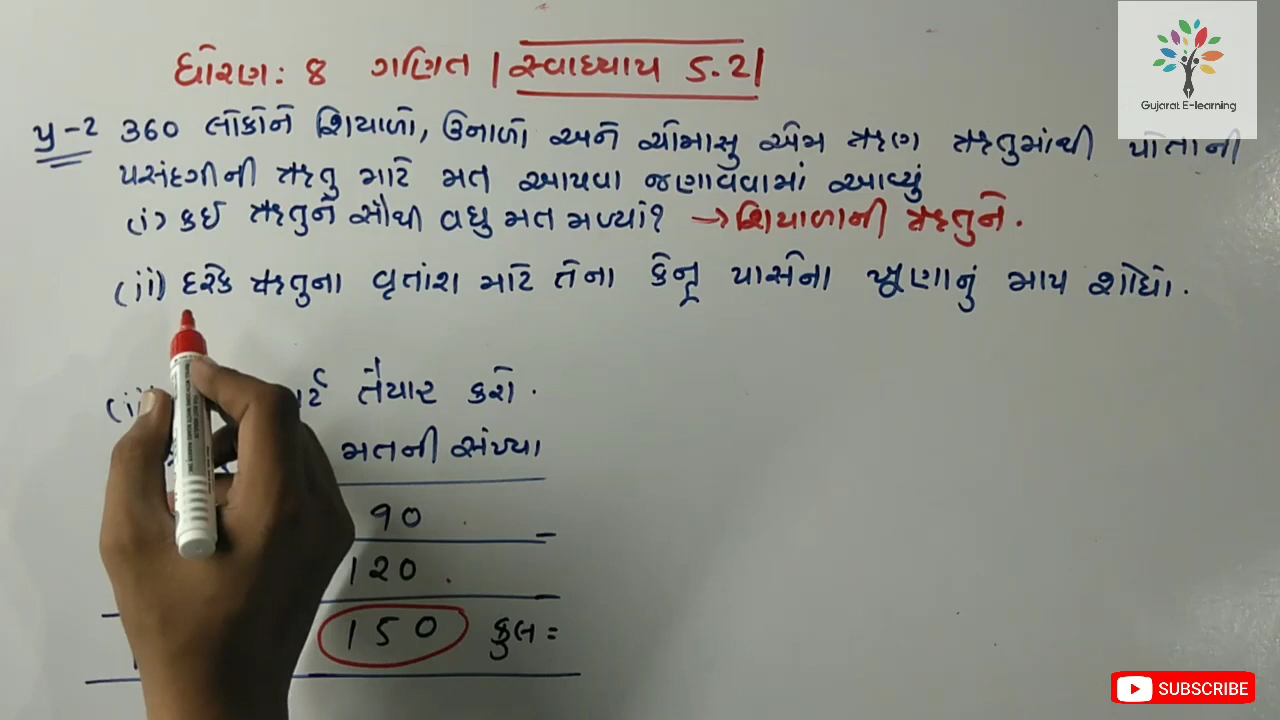 ધોરણ: 8 ગણિત | સ્વાધ્યાય 5.2 |
પ્ર-2 360 લોકોને શિયાળો, ઉનાળો અને ચોમાસુ એમ ત્રણ ઋતુમાંથી પોતાની
પસંદગીની ઋતુ માટે મત આપવા જણાવવામાં આવ્યું
(i) કઈ ઋતુને સૌથી વધુ મત મળ્યાં? → શિયાળાની ઋતુને.
(ii) દરેક ઋતુના વૃતાંશ માટે તેના કેન્દ્ર પાસેના ખૂણાનું માપ શોધો.
તૈયાર કરો.
મતની સંખ્યા
90
120
150 કુલ =
Gujarat E-learning
SUBSCRIBE